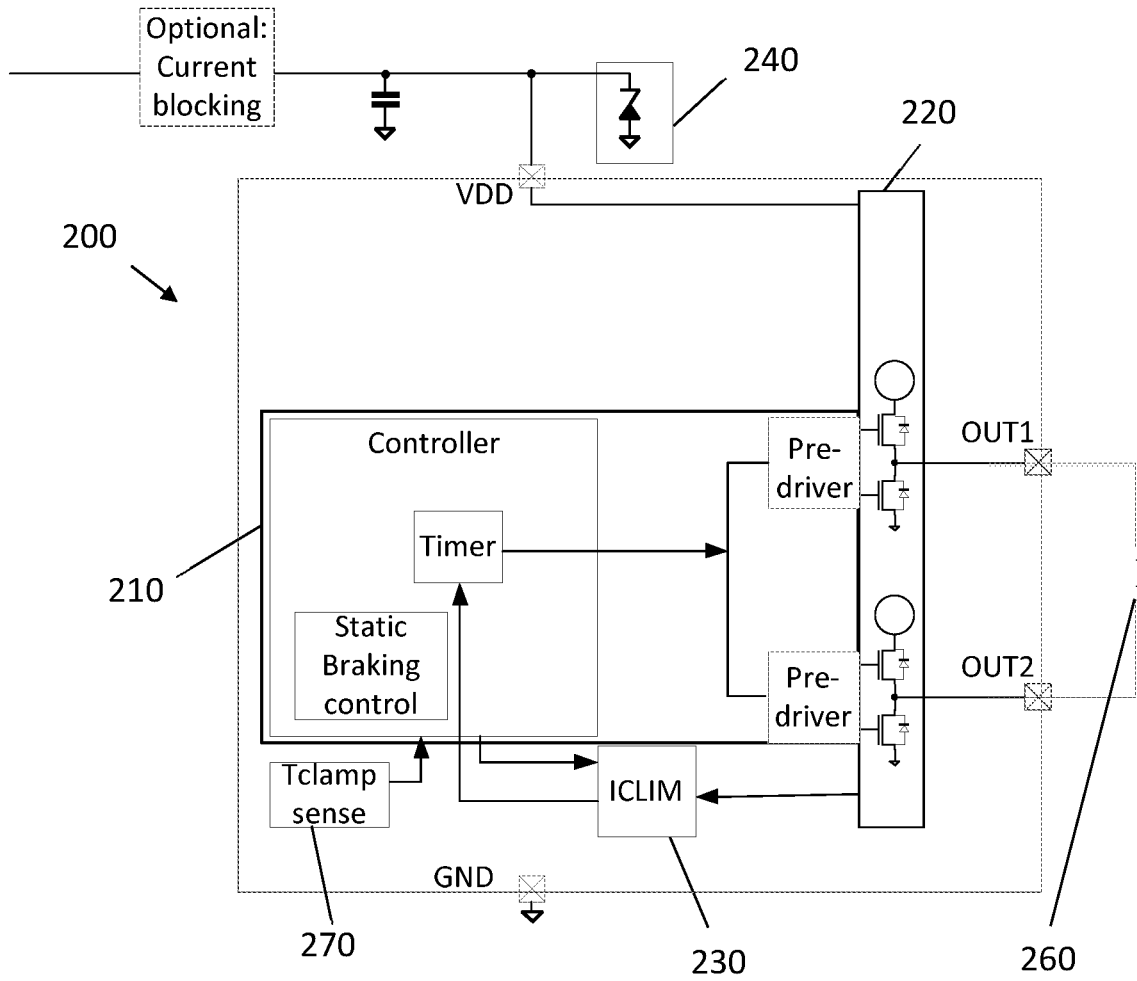 Optional:
Current
blocking
240
220
VDD
200
Controller
Pre-
driver
OUT1
Timer
210
Static
Braking
control
Pre-
driver
OUT2
Tclamp
sense
ICLIM
GND
270
230
260